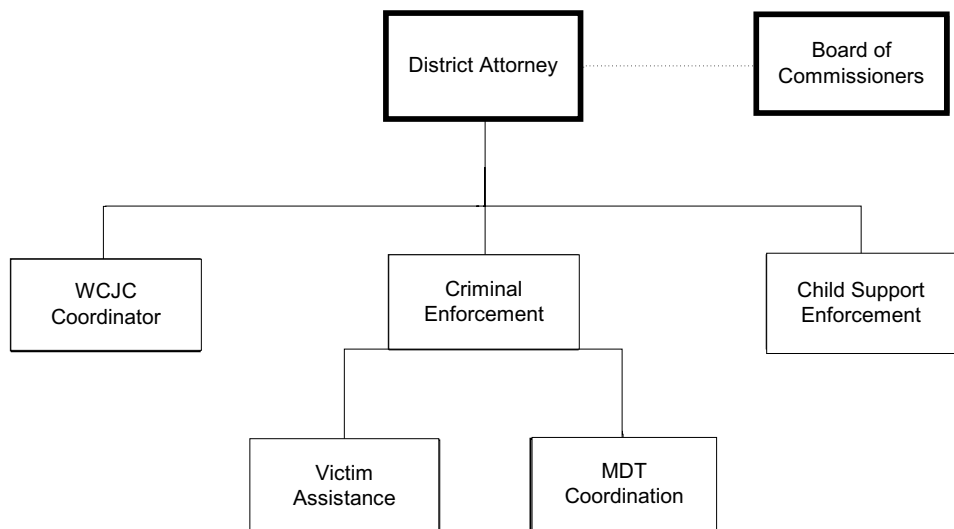 District Attorney
Board of
Commissioners
WCJC
Coordinator
Criminal
Enforcement
Child Support
Enforcement
Victim
Assistance
MDT
Coordination